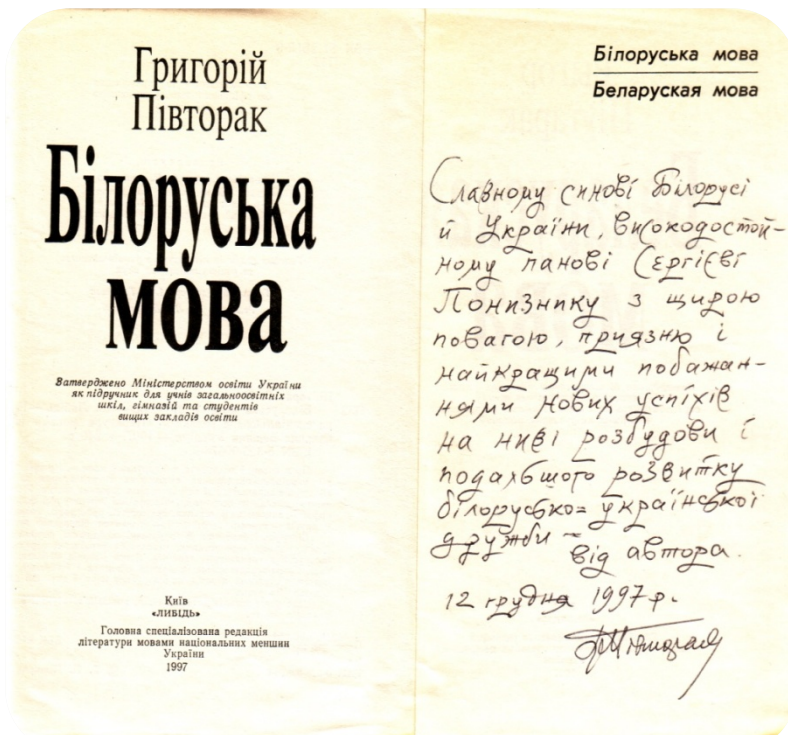 Григорій
Півторак
Білоруська
мова
Затверджено Міністерством освіти України
як підручник для учнів загальноосвітніх
шкіл, гімназій та студентів
вищих закладів освіти
Київ
«ЛИБІДЬ»
Головна спеціалізована редакція
літератури мовами національних меншин
України
1997
Білоруська мова
Беларуская мова
Славному синові Білорусі
й України, високодостой-
ному панові Сергієві
Понизнику з щирою
повагою, приязню і
найкращими побажан-
нями нових успіхів
на ниві розбудови і
подальшого розвитку
білорусько=української
дружби –
від автора.
12 грудня 1997 р.